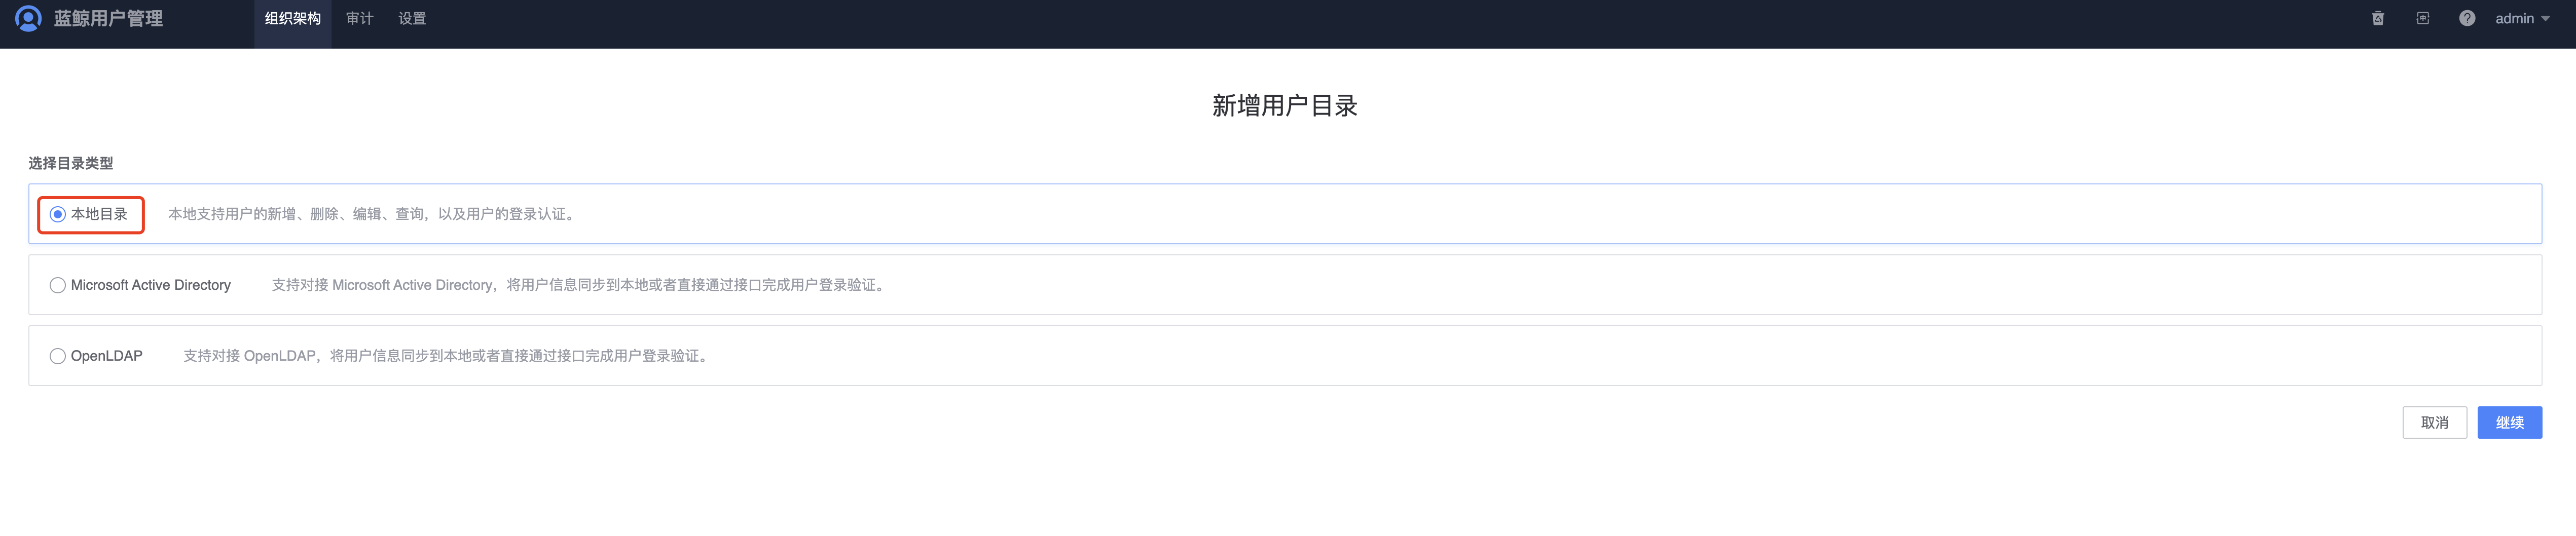 蓝鲸用户管理 组织架构 审计 设置 admin
新增用户目录
选择目录类型
本地目录 本地支持用户的新增、删除、编辑、查询，以及用户的登录认证。
Microsoft Active Directory 支持对接 Microsoft Active Directory，将用户信息同步到本地或者直接通过接口完成用户登录验证。
OpenLDAP 支持对接 OpenLDAP，将用户信息同步到本地或者直接通过接口完成用户登录验证。
取消 继续